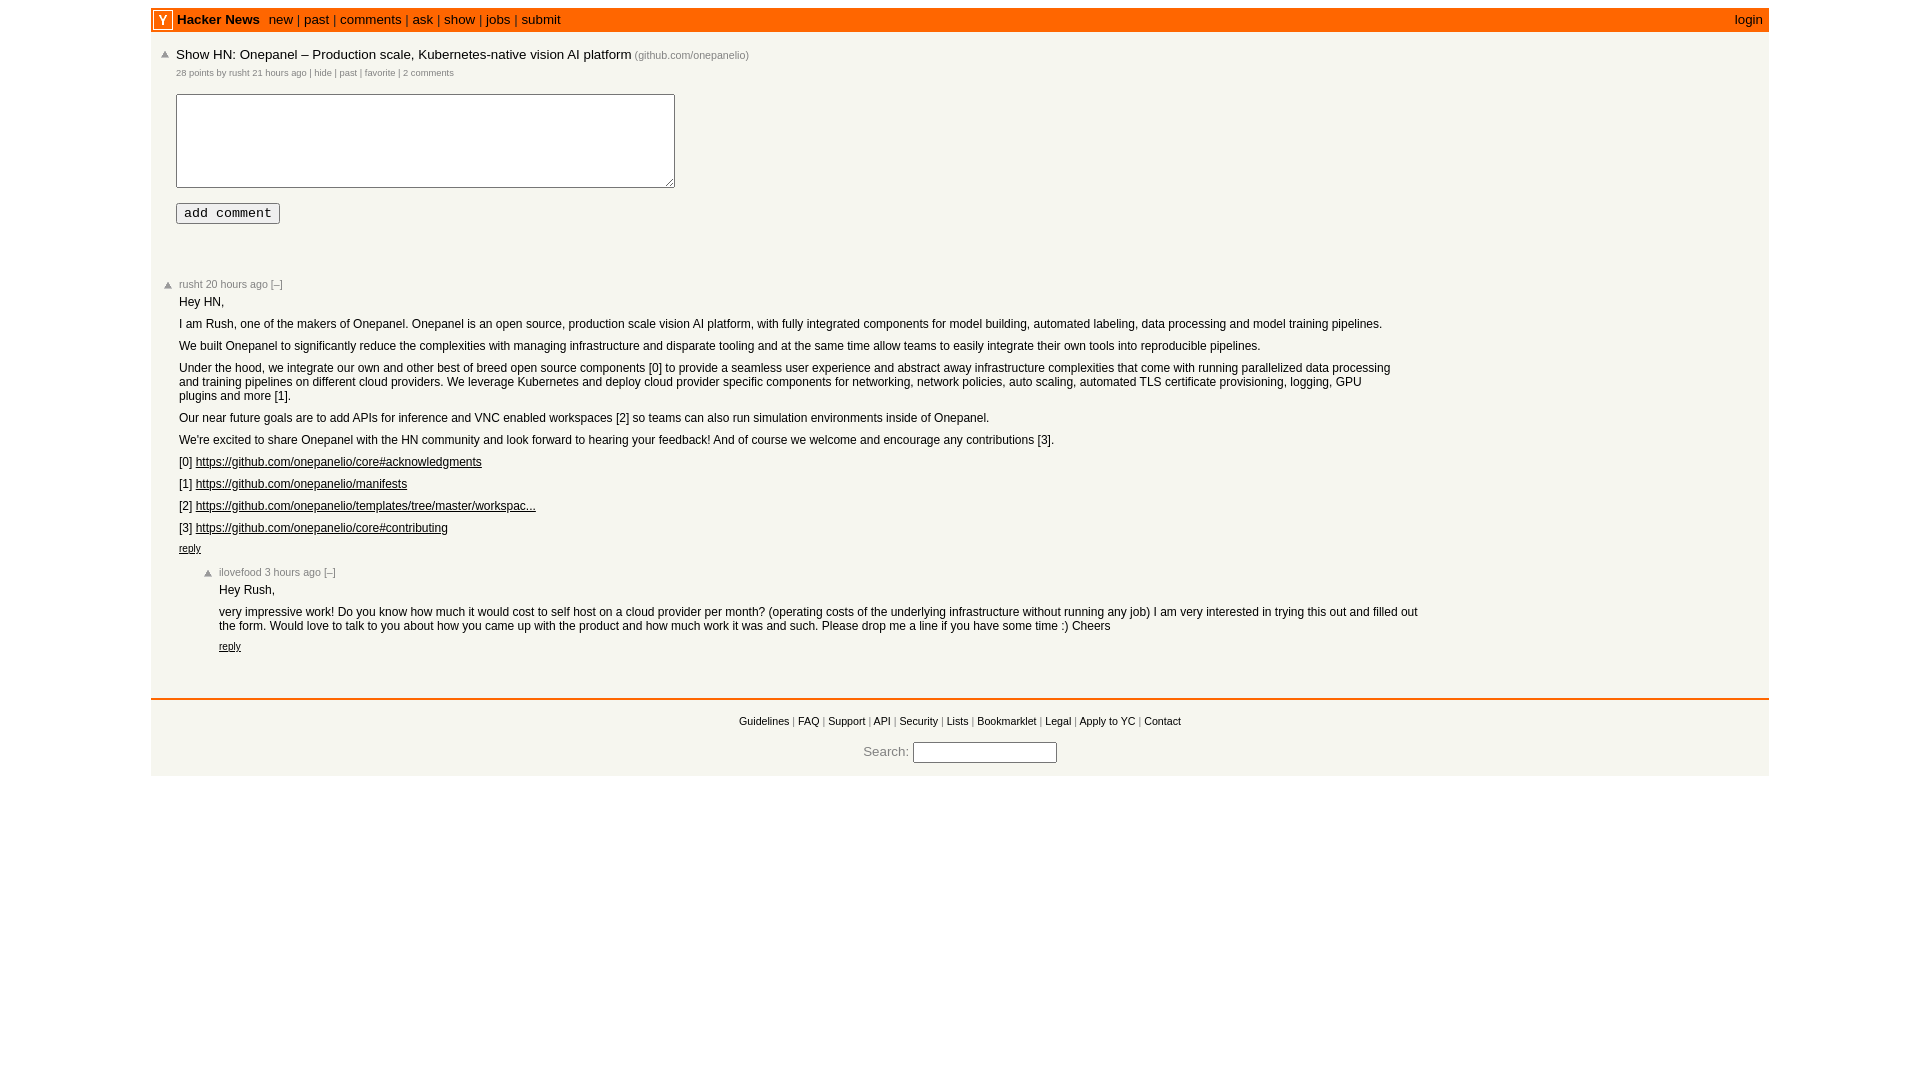 Y Hacker News new | past | comments | ask | show | jobs | submit login
Show HN: Onepanel – Production scale, Kubernetes-native vision AI platform (github.com/onepanelio)
28 points by rusht 21 hours ago | hide | past | favorite | 2 comments
add comment
rusht 20 hours ago [–]
Hey HN,
I am Rush, one of the makers of Onepanel. Onepanel is an open source, production scale vision AI platform, with fully integrated components for model building, automated labeling, data processing and model training pipelines.
We built Onepanel to significantly reduce the complexities with managing infrastructure and disparate tooling and at the same time allow teams to easily integrate their own tools into reproducible pipelines.
Under the hood, we integrate our own and other best of breed open source components [0] to provide a seamless user experience and abstract away infrastructure complexities that come with running parallelized data processing
and training pipelines on different cloud providers. We leverage Kubernetes and deploy cloud provider specific components for networking, network policies, auto scaling, automated TLS certificate provisioning, logging, GPU
plugins and more [1].
Our near future goals are to add APIs for inference and VNC enabled workspaces [2] so teams can also run simulation environments inside of Onepanel.
We're excited to share Onepanel with the HN community and look forward to hearing your feedback! And of course we welcome and encourage any contributions [3].
[0] https://github.com/onepanelio/core#acknowledgments
[1] https://github.com/onepanelio/manifests
[2] https://github.com/onepanelio/templates/tree/master/workspac...
[3] https://github.com/onepanelio/core#contributing
reply
ilovefood 3 hours ago [–]
Hey Rush,
very impressive work! Do you know how much it would cost to self host on a cloud provider per month? (operating costs of the underlying infrastructure without running any job) I am very interested in trying this out and filled out
the form. Would love to talk to you about how you came up with the product and how much work it was and such. Please drop me a line if you have some time :) Cheers
reply
Guidelines | FAQ | Support | API | Security | Lists | Bookmarklet | Legal | Apply to YC | Contact
Search: